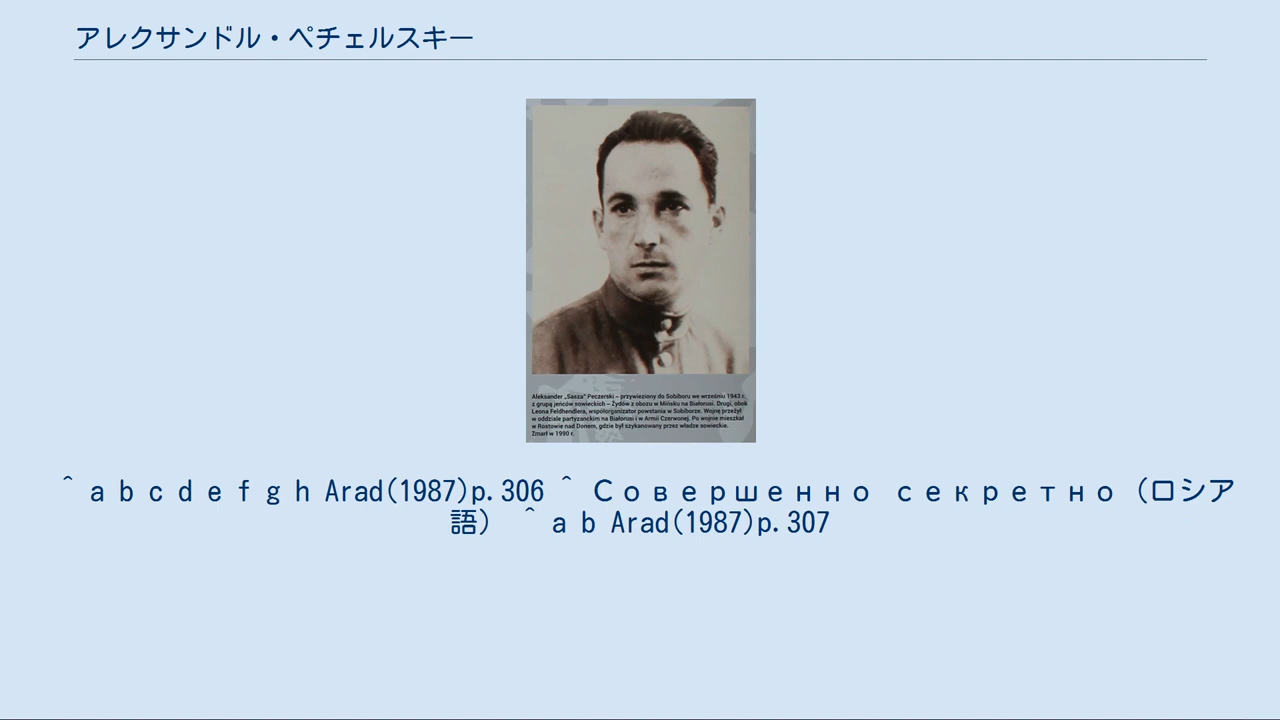 アレクサンドル・ペチェルスキー
Aleksander „Sasza" Peczerski – przywieziony do Sobiboru we wrześniu 1943 r.
z grupą jeńców sowieckich – Żydów z obozu w Mińsku na Białorusi. Drugi, obok
Leona Feldhendlera, współorganizator powstania w Sobiborze. Wojnę przeżył
w oddziale partyzanckim na Białorusi i w Armii Czerwonej. Po wojnie mieszkał
w Rostowie nad Donem, gdzie był szykanowany przez władze sowieckie.
Zmarł w 1990 r.
^ a b c d e f g h Arad(1987)p.306 ^ Совершенно секретно（ロシア
語） ^ a b Arad(1987)p.307